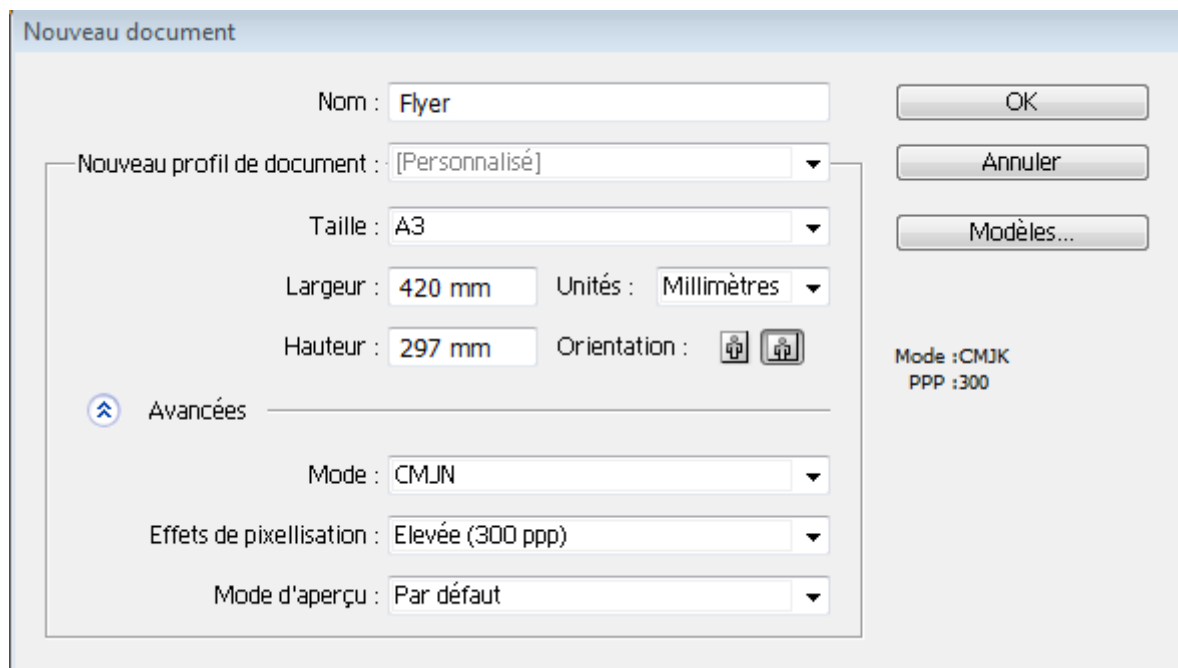 Nouveau document
Nom : Flyer
OK
Nouveau profil de document : [Personnalisé]
Annuler
Taille : A3
Modèles...
Largeur : 420 mm Unités : Millimètres
Hauteur : 297 mm Orientation :
Mode :CMJK
PPP :300
Avancées
Mode : CMJN
Effets de pixellisation : Elevée (300 ppp)
Mode d'aperçu : Par défaut